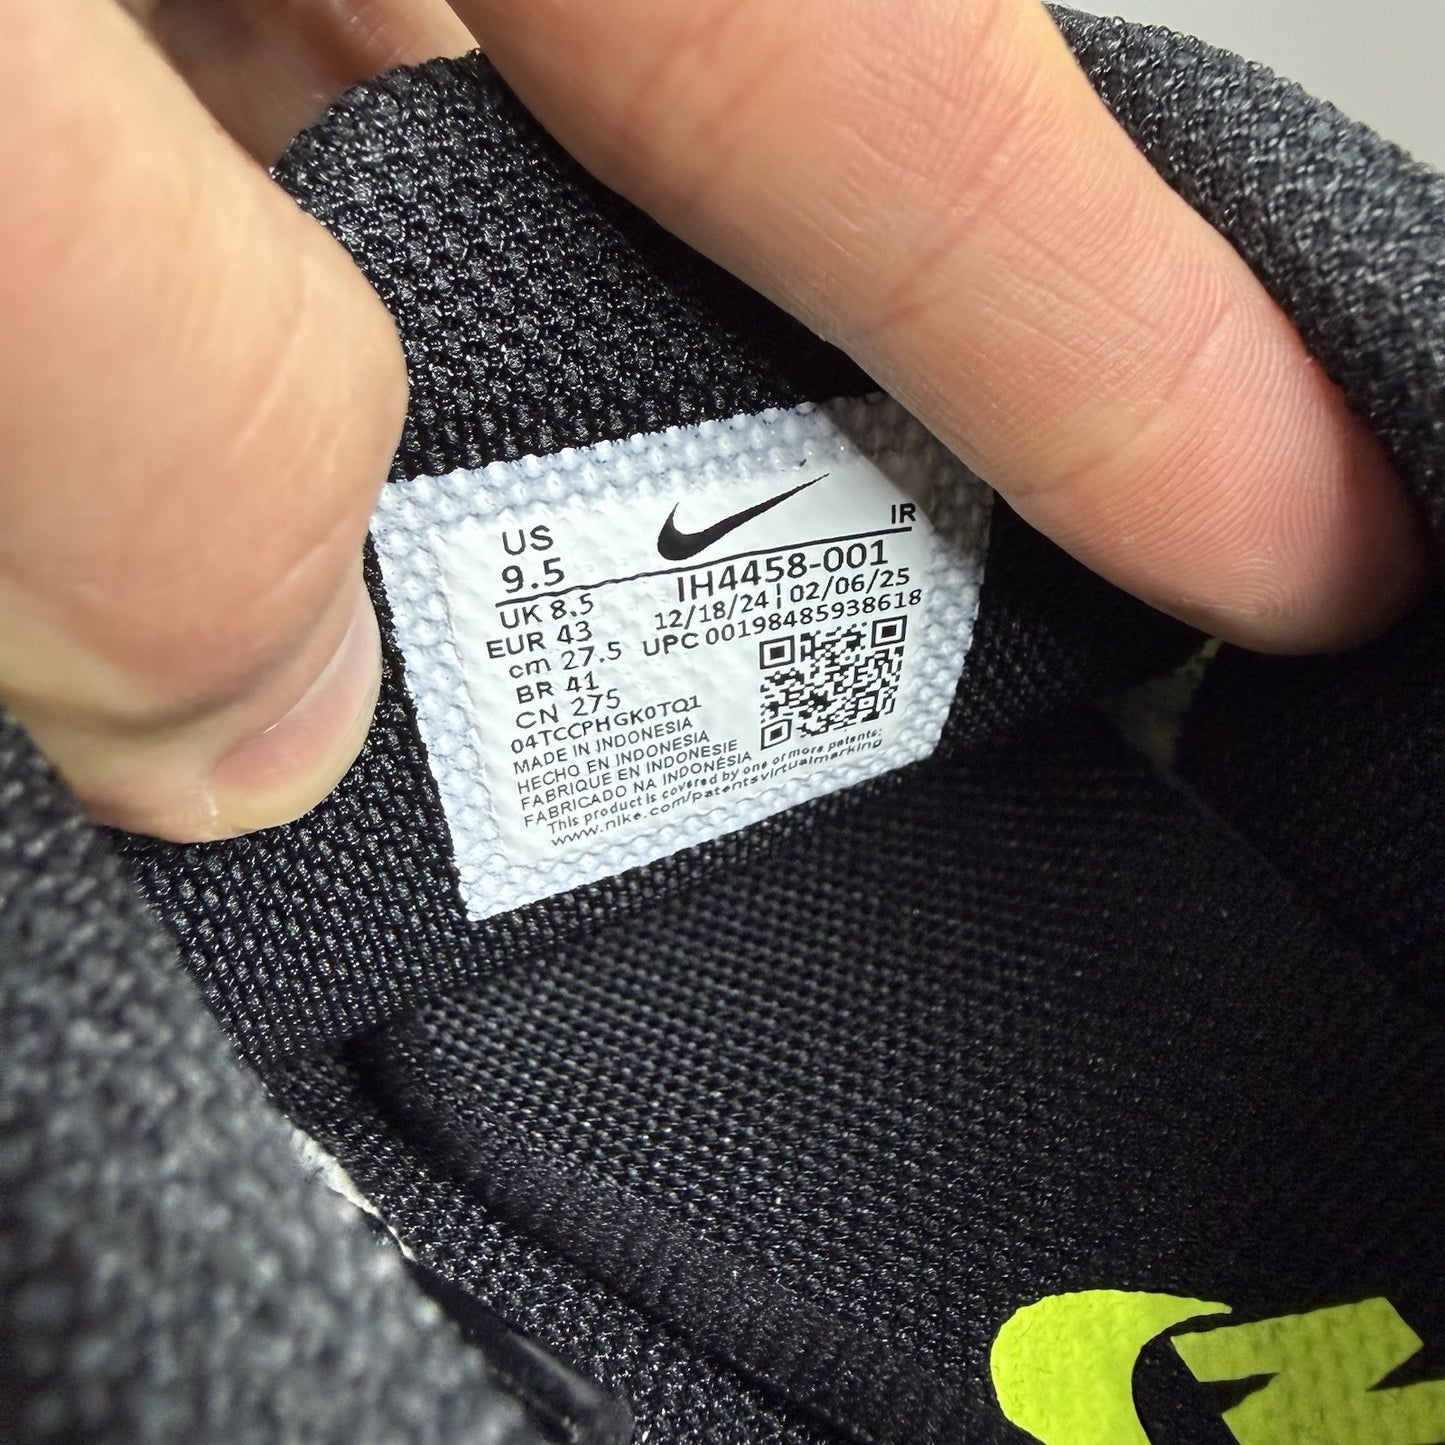 US
9.5
IR
UK 8.5
IH4458-001
EUR 43
12/18/24 | 02/06/25
cm 27.5
UPC 00198485938618
BR 41
CN 275
04TCCPHGK0TQ1
MADE IN INDONESIA
HECHO EN INDONESIA
FABRIQUE EN INDONESIE
FABRICADO NA INDONÉSIA
This product is covered by one or more patents:
www.nike.com/patentsvirtualmarking